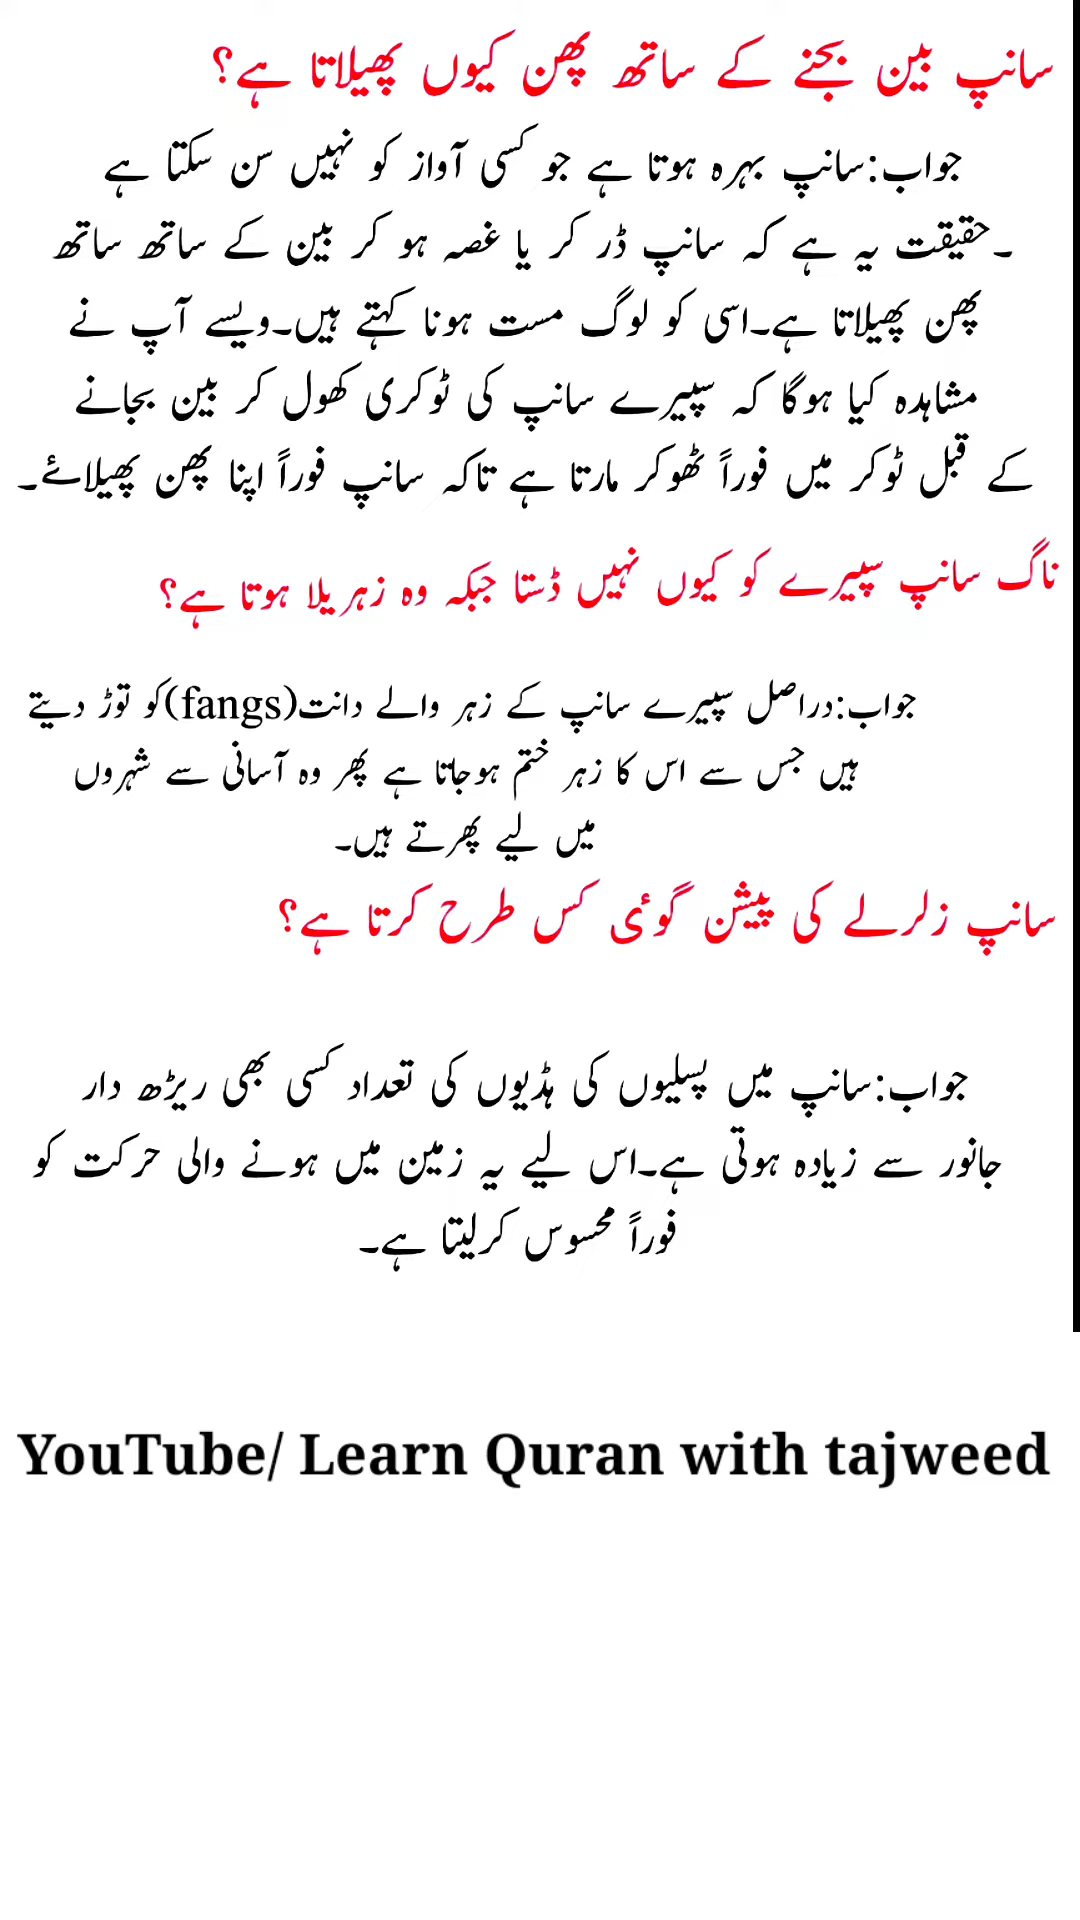 سانپ بین بجنے کے ساتھ پھن کیوں پھیلاتا ہے؟
جواب:سانپ بہرہ ہوتا ہے جو کسی آواز کو نہیں سن سکتا ہے
۔حقیقت یہ ہے کہ سانپ ڈر کر یا غصہ ہو کر بین کے ساتھ ساتھ
پھن پھیلاتا ہے۔اسی کو لوگ مست ہونا کہتے ہیں۔ویسے آپ نے
مشاہدہ کیا ہوگا کہ سپیرے سانپ کی ٹوکری کھول کر بین بجانے
کے قبل ٹوکر میں فوراً ٹھوکر مارتا ہے تاکہ سانپ فوراً اپنا پھن پھیلائے۔
ناگ سانپ سپیرے کو کیوں نہیں ڈستا جبکہ وہ زہریلا ہوتا ہے؟
جواب:دراصل سپیرے سانپ کے زہر والے دانت(fangs)کو توڑ دیتے
ہیں جس سے اس کا زہر ختم ہوجاتا ہے پھر وہ آسانی سے شہروں
میں لیے پھرتے ہیں۔
سانپ زلرلے کی پیشن گوئی کس طرح کرتا ہے؟
جواب:سانپ میں پسلیوں کی ہڈیوں کی تعداد کسی بھی ریڑھ دار
جانور سے زیادہ ہوتی ہے۔اس لیے یہ زمین میں ہونے والی حرکت کو
فوراً محسوس کرلیتا ہے۔
YouTube/ Learn Quran with tajweed